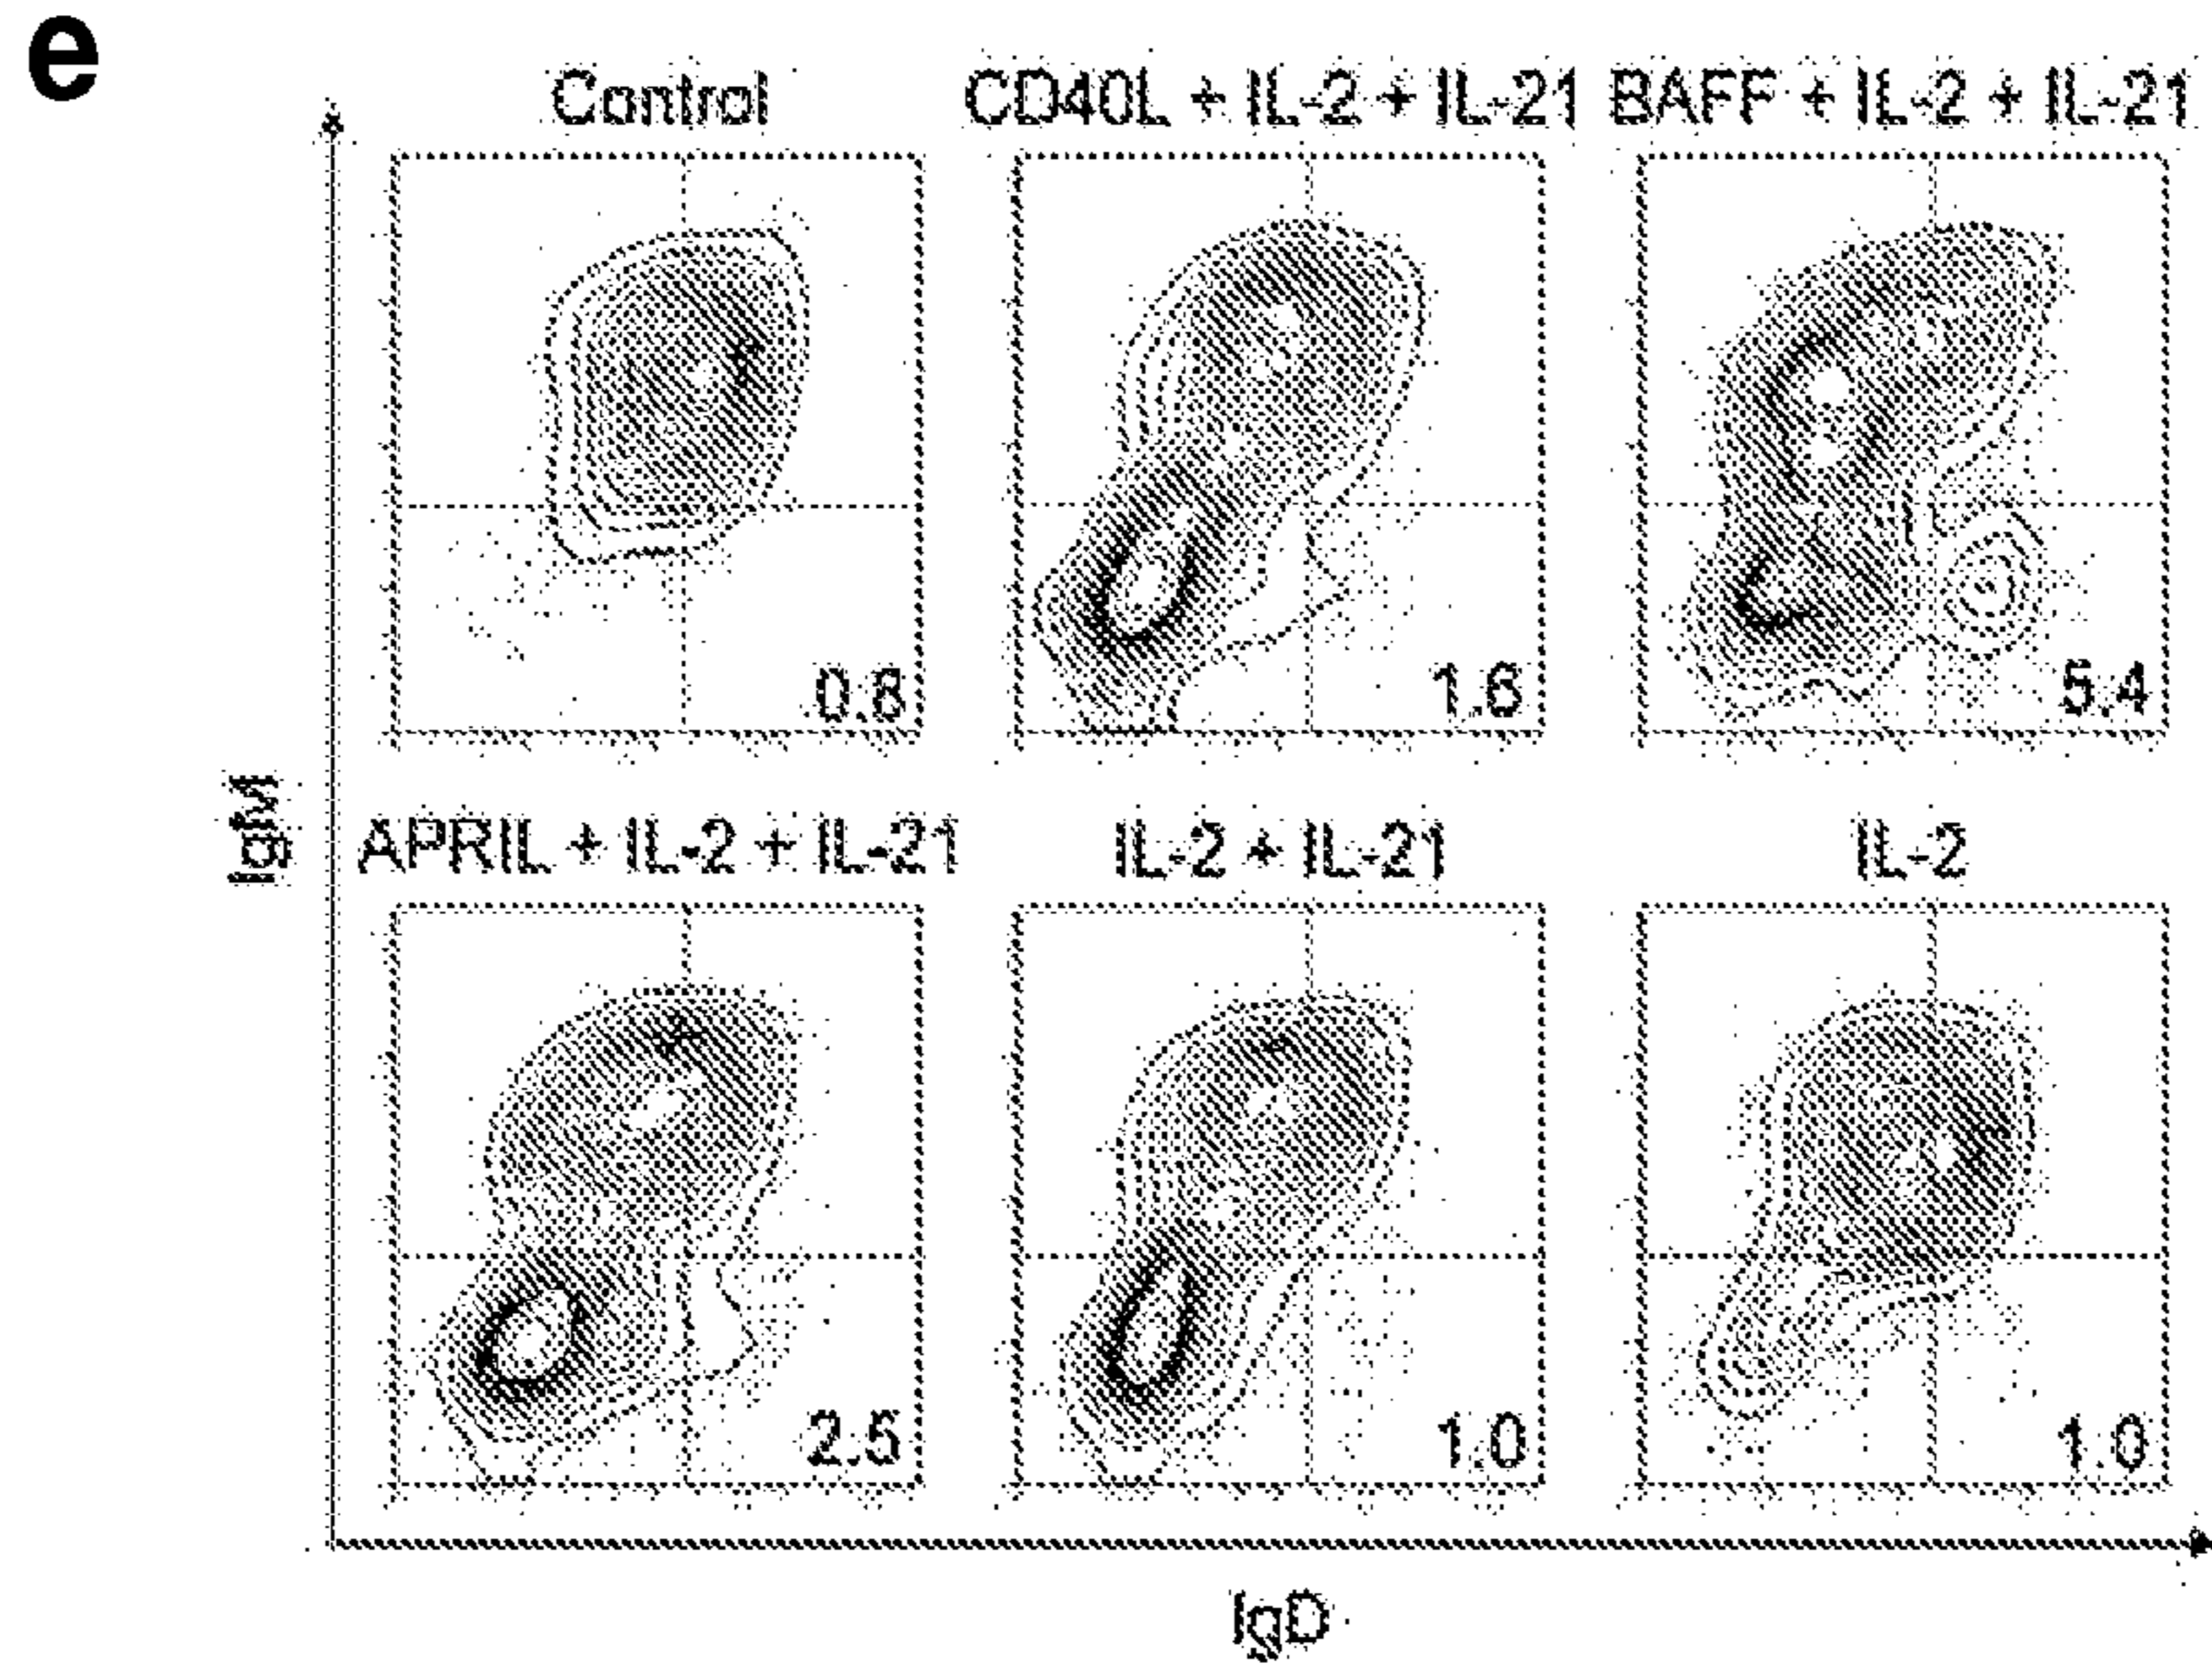 e
Control
CD40L + IL-2 + IL-21
BAFF + IL-2 + IL-21
0.8
1.6
5.4
IgM
APRIL + IL-2 + IL-21
IL-2 + IL-21
IL-2
2.5
1.0
1.0
IgD